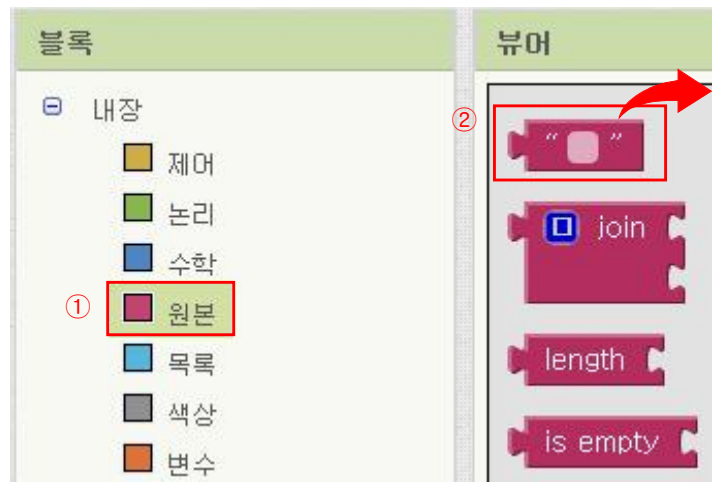 블록
내장
제어
논리
수학
① 원본
목록
색상
변수
뷰어
② “ ”
join
length
is empty